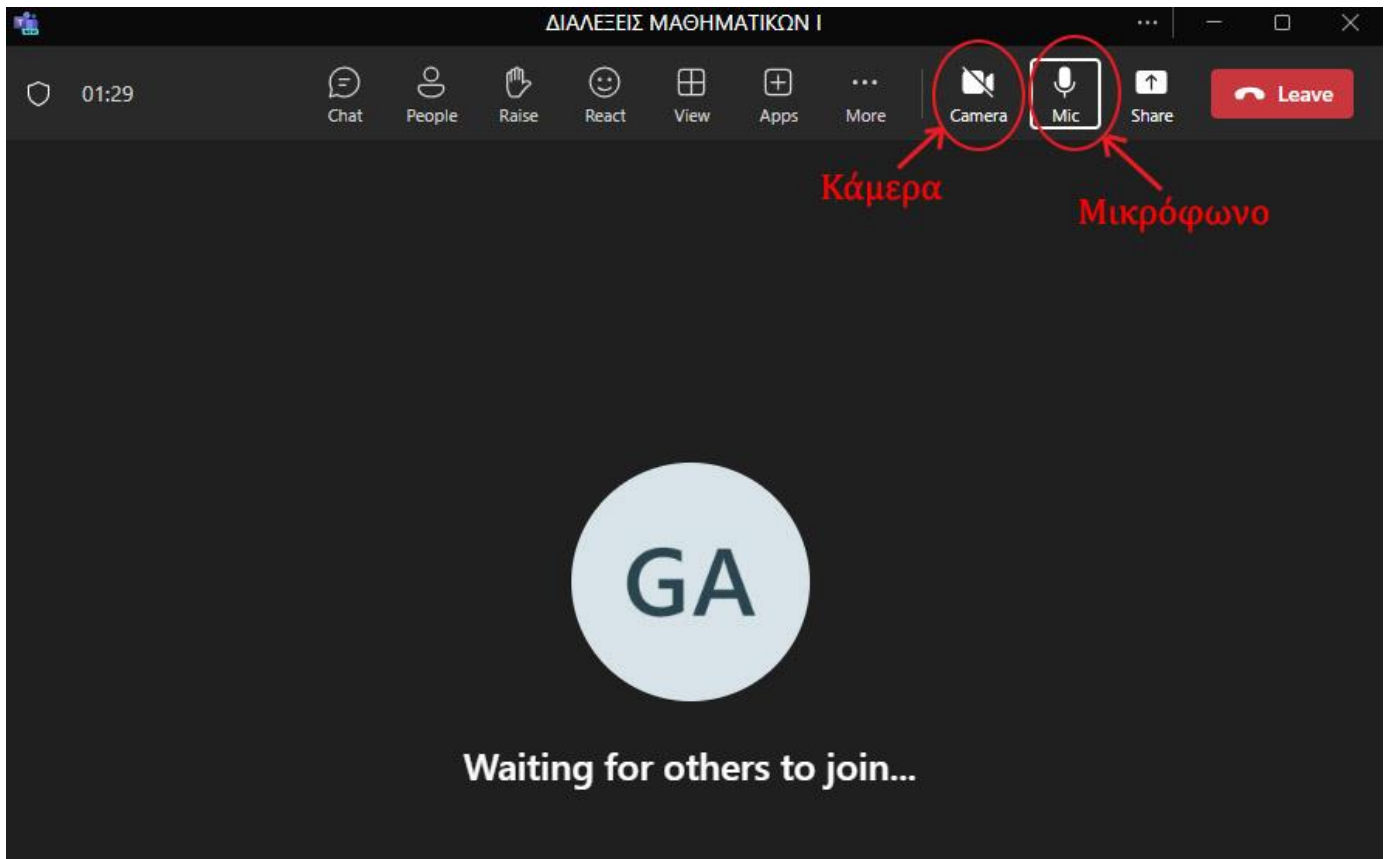 ΔΙΑΛΕΞΕΙΣ ΜΑΘΗΜΑΤΙΚΩΝ Ι
01:29
Chat People Raise React View Apps More Camera Mic Share Leave
Κάμερα
Μικρόφωνο
GA
Waiting for others to join...